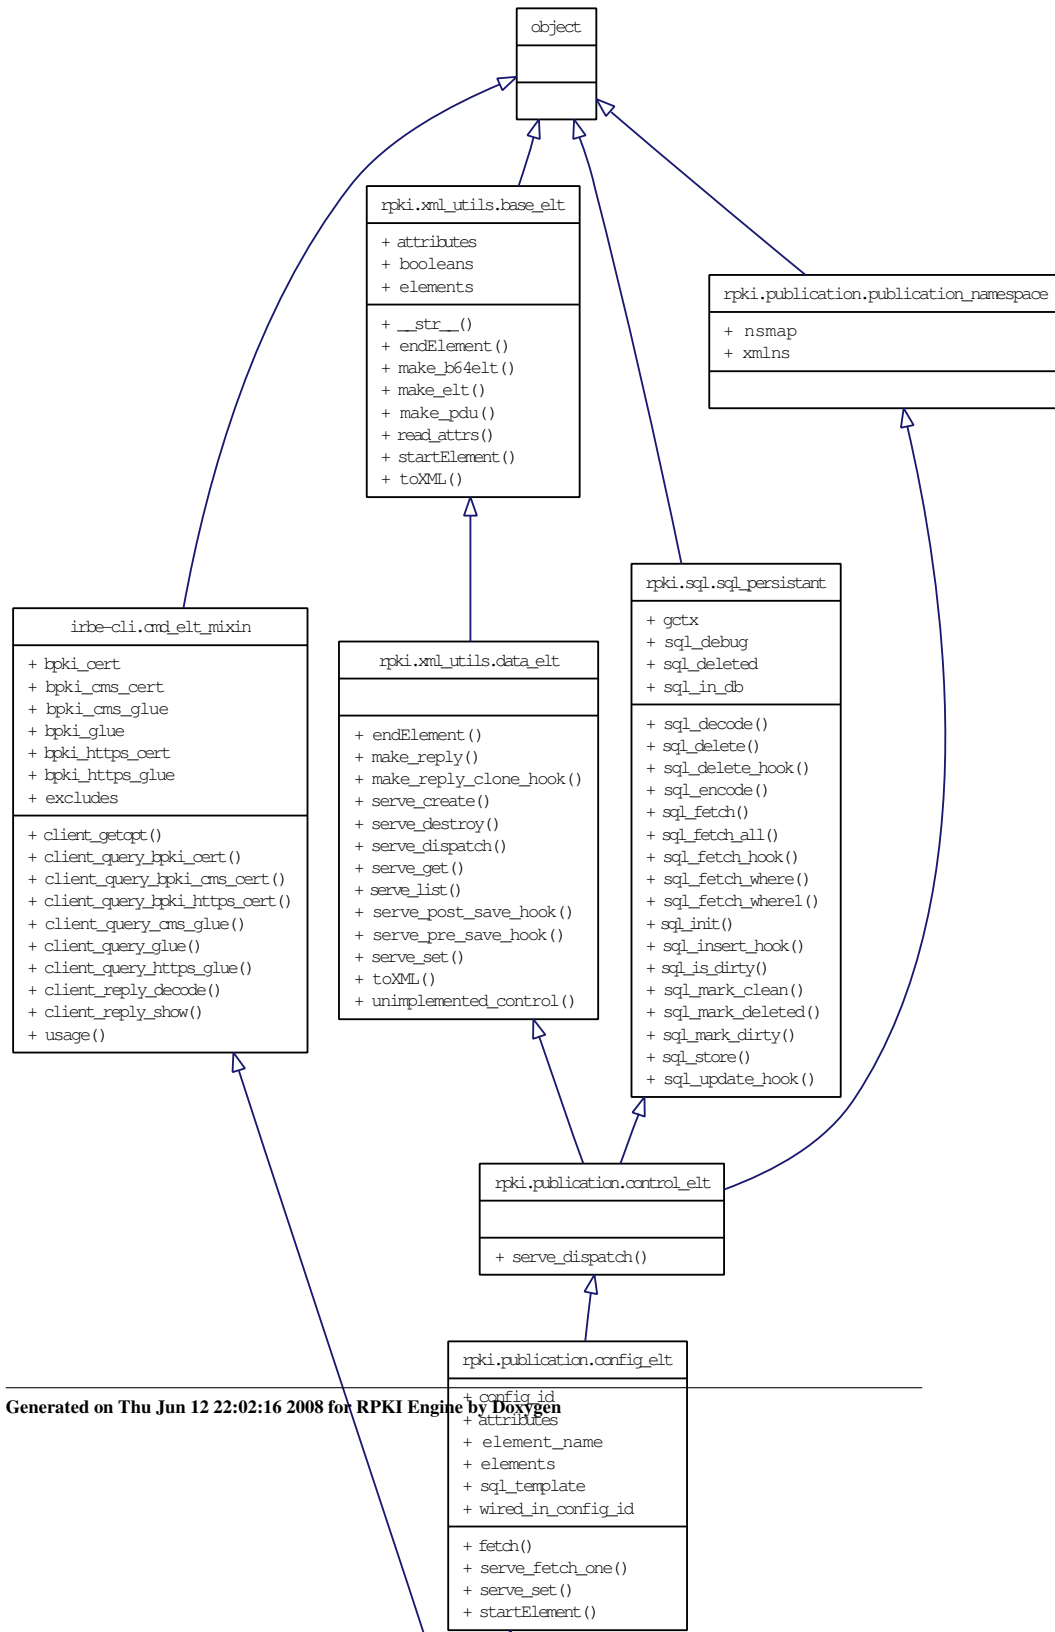 object
rpki.xml_utils.base_elt
+ attributes
+ booleans
+ elements
+ __str__()
+ endElement()
+ make_b64elt()
+ make_elt()
+ make_pdu()
+ read_attrs()
+ startElement()
+ toXML()
rpki.publication.publication_namespace
+ nsmap
+ xmlns
rpki.sql.sql_persistant
+ gctx
+ sql_debug
+ sql_deleted
+ sql_in_db
+ sql_decode()
+ sql_delete()
+ sql_delete_hook()
+ sql_encode()
+ sql_fetch()
+ sql_fetch_all()
+ sql_fetch_hook()
+ sql_fetch_where()
+ sql_fetch_where1()
+ sql_init()
+ sql_insert_hook()
+ sql_is_dirty()
+ sql_mark_clean()
+ sql_mark_deleted()
+ sql_mark_dirty()
+ sql_store()
+ sql_update_hook()
irbe-cli.cmd_elt_mixin
+ bpki_cert
+ bpki_cms_cert
+ bpki_cms_glue
+ bpki_glue
+ bpki_https_cert
+ bpki_https_glue
+ excludes
+ client_getopt()
+ client_query_bpki_cert()
+ client_query_bpki_cms_cert()
+ client_query_bpki_https_cert()
+ client_query_cms_glue()
+ client_query_glue()
+ client_query_https_glue()
+ client_reply_decode()
+ client_reply_show()
+ usage()
rpki.xml_utils.data_elt
+ endElement()
+ make_reply()
+ make_reply_clone_hook()
+ serve_create()
+ serve_destroy()
+ serve_dispatch()
+ serve_get()
+ serve_list()
+ serve_post_save_hook()
+ serve_pre_save_hook()
+ serve_set()
+ toXML()
+ unimplemented_control()
rpki.publication.control_elt
+ serve_dispatch()
rpki.publication.config_elt
+ config_id
Generated on Thu Jun 12 22:02:16 2008 for RPKI Engine by Doxygen
+ attributes
+ element_name
+ elements
+ sql_template
+ wired_in_config_id
+ fetch()
+ serve_fetch_one()
+ serve_set()
+ startElement()